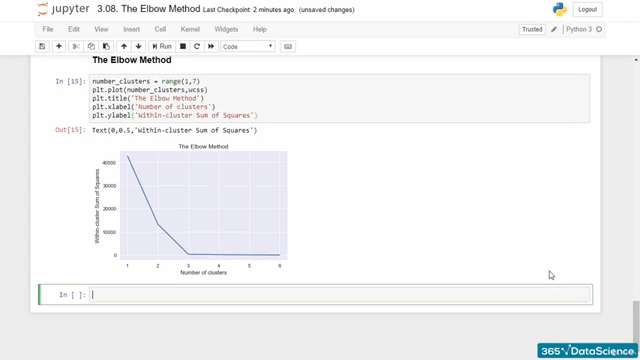 jupyter 3.08. The Elbow Method Last Checkpoint: 2 minutes ago (unsaved changes) Logout
File Edit View Insert Cell Kernel Widgets Help Trusted Python 3
Run Code
The Elbow Method
In [15]: number_clusters = range(1,7)
plt.plot(number_clusters,wcss)
plt.title('The Elbow Method')
plt.xlabel('Number of clusters')
plt.ylabel('Within-cluster Sum of Squares')
Out[15]: Text(0,0.5,'Within-cluster Sum of Squares')
The Elbow Method
Within-cluster Sum of Squares
40000
30000
20000
10000
0
1 2 3 4 5 6
Number of clusters
In [ ]:
365 DataScience